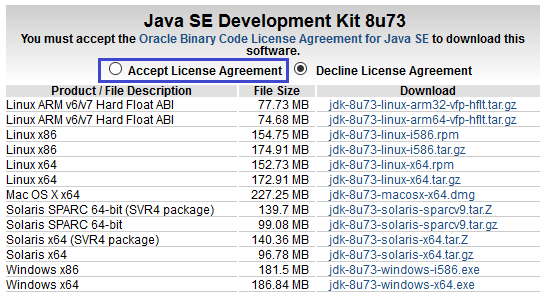 Java SE Development Kit 8u73
You must accept the Oracle Binary Code License Agreement for Java SE to download this
software.
Accept License Agreement Decline License Agreement
Product / File Description File Size Download
Linux ARM v6/v7 Hard Float ABI 77.73 MB jdk-8u73-linux-arm32-vfp-hflt.tar.gz
Linux ARM v6/v7 Hard Float ABI 74.68 MB jdk-8u73-linux-arm64-vfp-hflt.tar.gz
Linux x86 154.75 MB jdk-8u73-linux-i586.rpm
Linux x86 174.91 MB jdk-8u73-linux-i586.tar.gz
Linux x64 152.73 MB jdk-8u73-linux-x64.rpm
Linux x64 172.91 MB jdk-8u73-linux-x64.tar.gz
Mac OS X x64 227.25 MB jdk-8u73-macosx-x64.dmg
Solaris SPARC 64-bit (SVR4 package) 139.7 MB jdk-8u73-solaris-sparcv9.tar.Z
Solaris SPARC 64-bit 99.08 MB jdk-8u73-solaris-sparcv9.tar.gz
Solaris x64 (SVR4 package) 140.36 MB jdk-8u73-solaris-x64.tar.Z
Solaris x64 96.78 MB jdk-8u73-solaris-x64.tar.gz
Windows x86 181.5 MB jdk-8u73-windows-i586.exe
Windows x64 186.84 MB jdk-8u73-windows-x64.exe